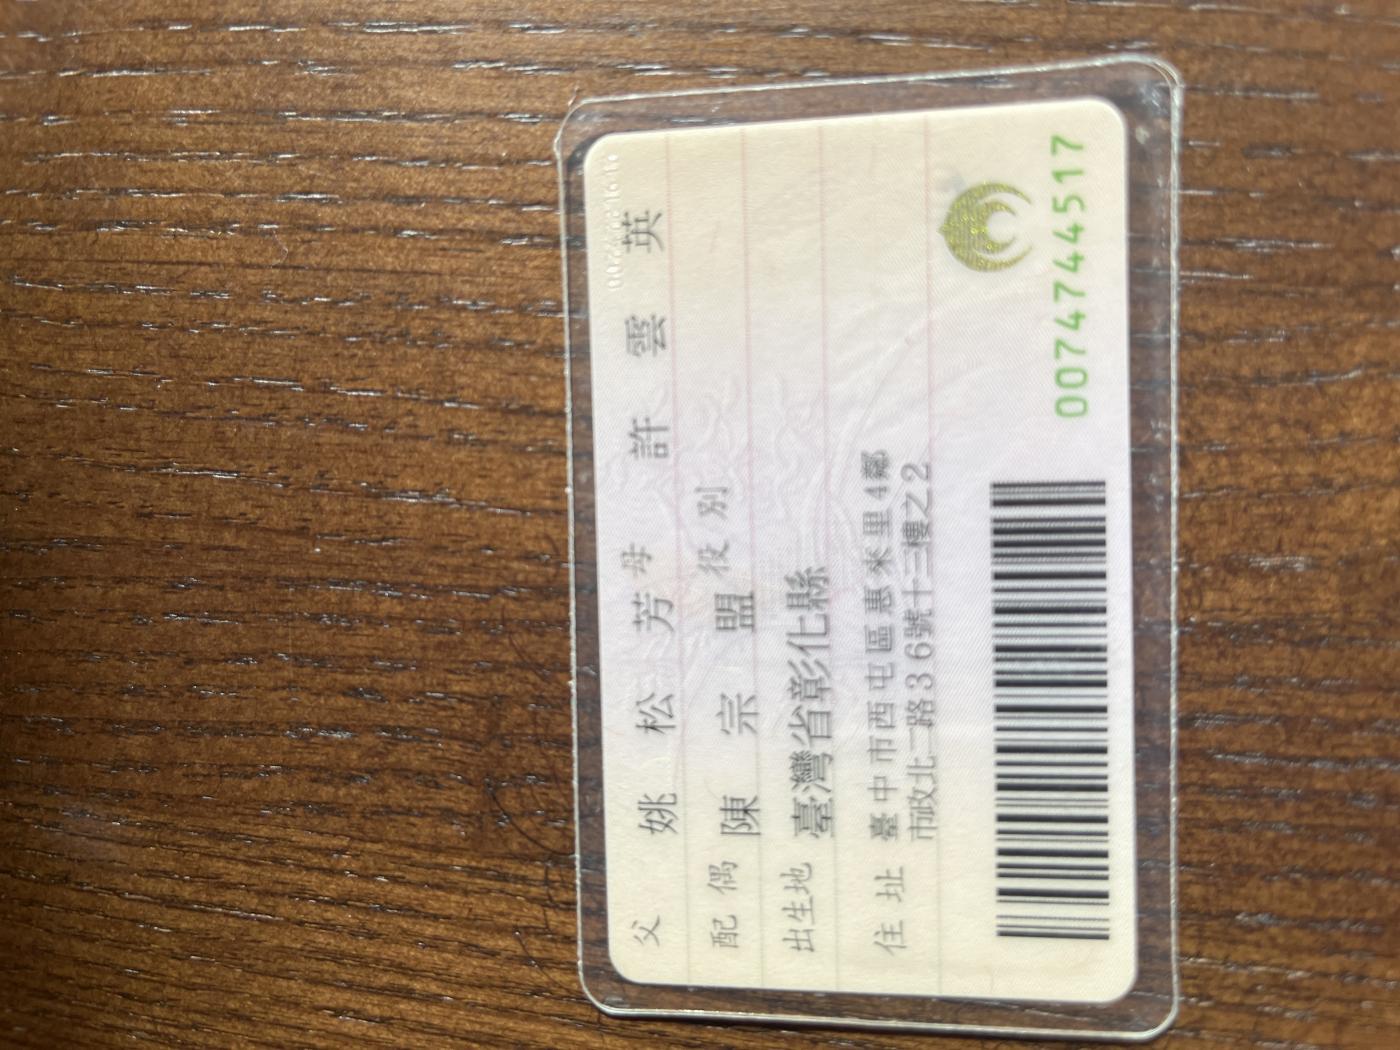 父 姚松芳 母 許雲英
配偶 陳宗盟 役別
出生地 臺灣省彰化縣
住址 臺中市西屯區惠來里4鄰
市政北二路36號十三樓之2
0074744517